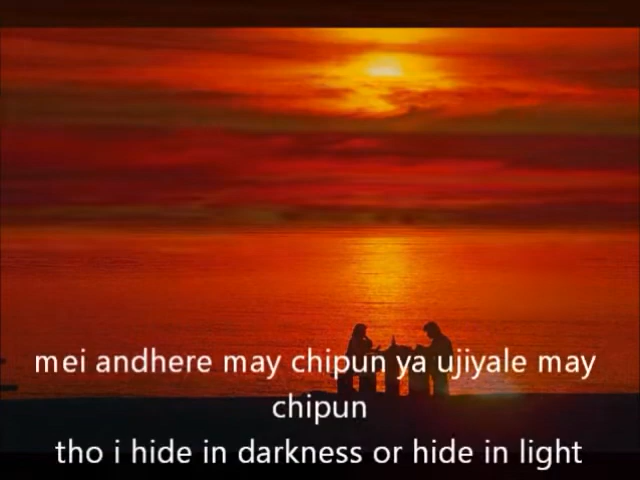 mei andhere may chipun ya ujiyale may
chipun
tho i hide in darkness or hide in light